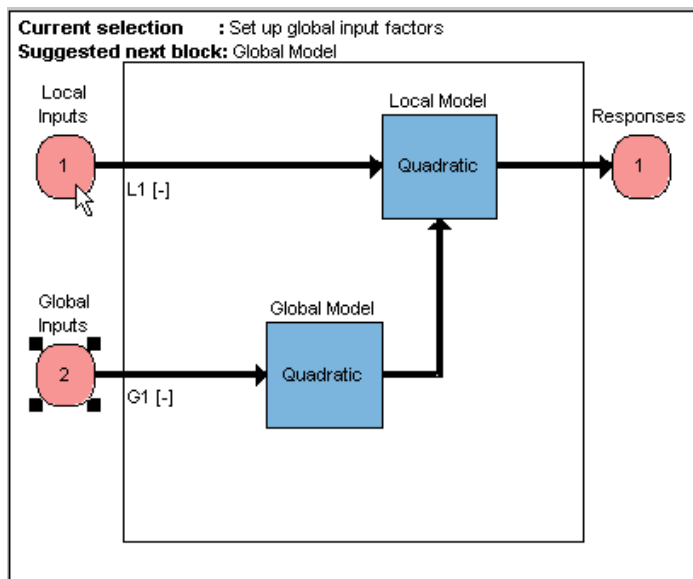 Current selection : Set up global input factors
Suggested next block: Global Model
Local
Inputs
Local Model
Responses
1
Quadratic
1
L1 [-]
Global
Inputs
Global Model
2
Quadratic
G1 [-]